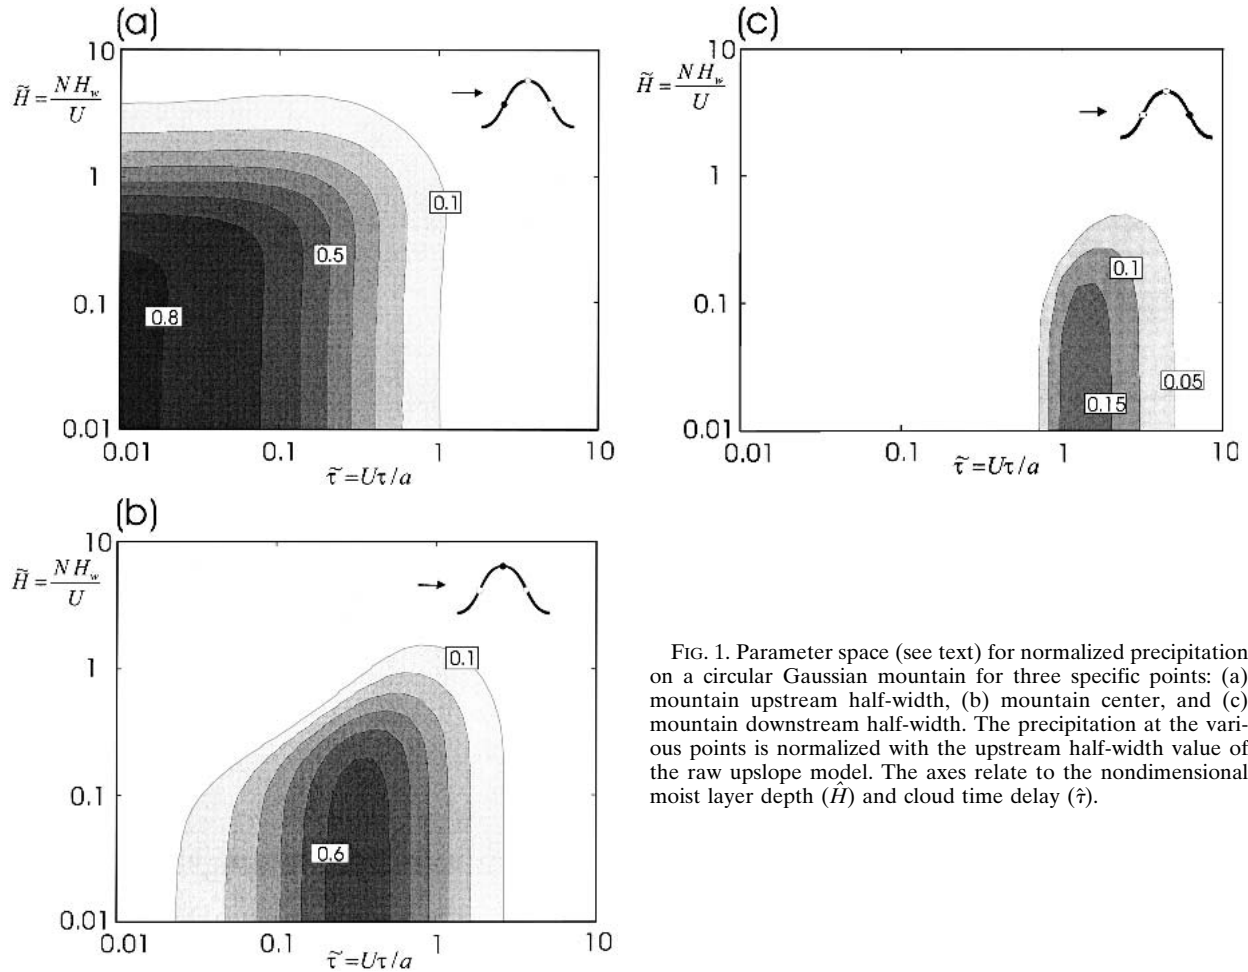 (a)
10
H̃ = N H_w / U
1
0.1
0.5
0.1
0.8
0.01
0.01
0.1
1
10
τ̃ = Uτ/a
(b)
10
H̃ = N H_w / U
1
0.1
0.1
0.6
0.01
0.01
0.1
1
10
τ̃ = Uτ/a
(c)
10
H̃ = N H_w / U
1
0.1
0.1
0.05
0.15
0.01
0.01
0.1
1
10
τ̃ = Uτ/a
FIG. 1. Parameter space (see text) for normalized precipitation
on a circular Gaussian mountain for three specific points: (a)
mountain upstream half-width, (b) mountain center, and (c)
mountain downstream half-width. The precipitation at the vari-
ous points is normalized with the upstream half-width value of
the raw upslope model. The axes relate to the nondimensional
moist layer depth (Ĥ) and cloud time delay (τ̂).